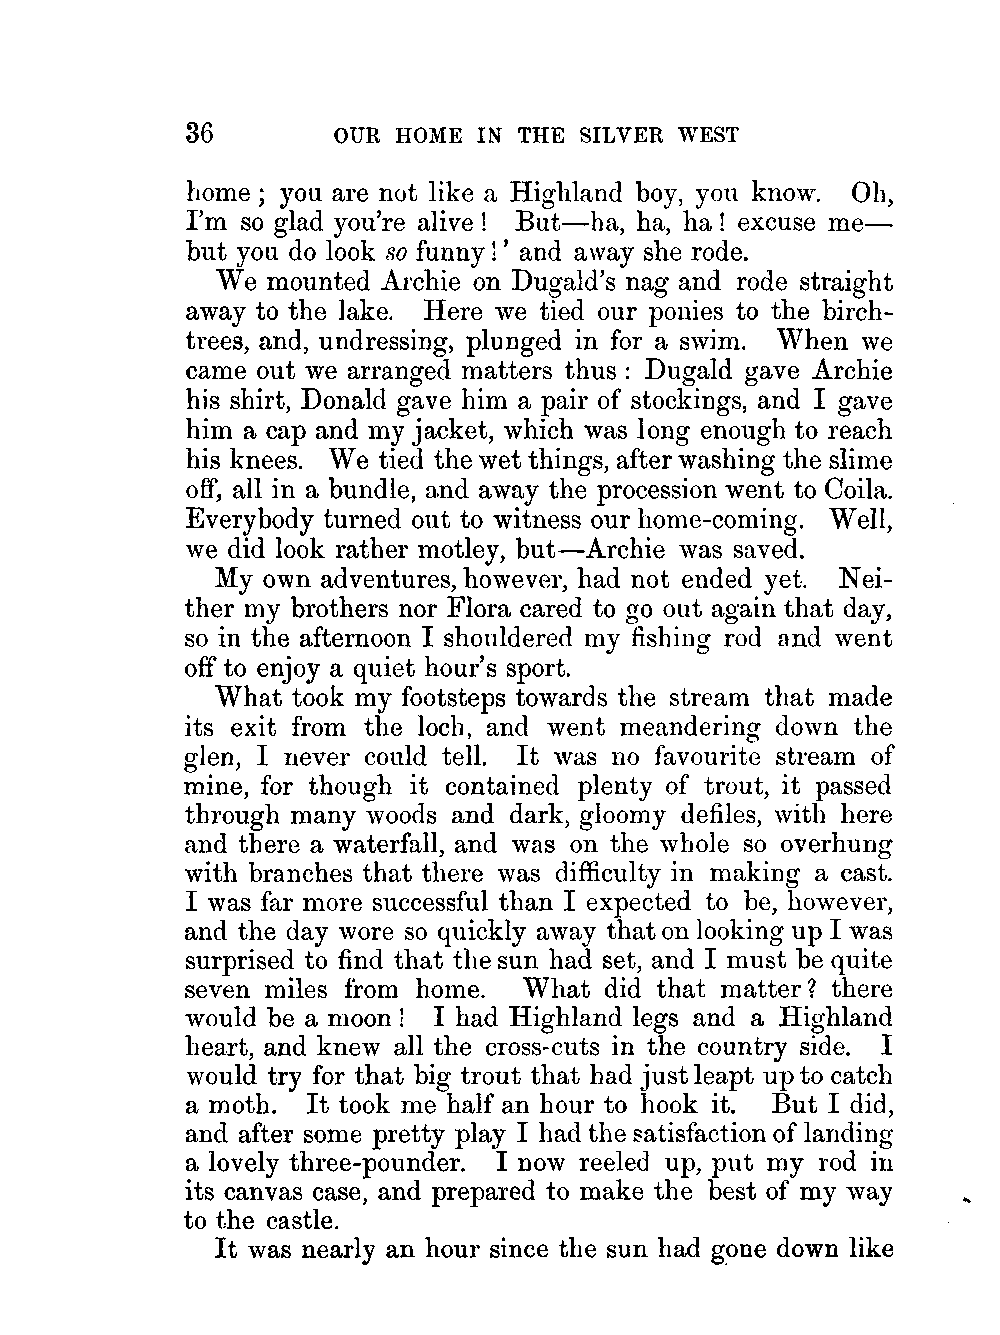 36 OUR HOME IN THE SILVER WEST
home; you are not like a Highland boy, you know. Oh,
I'm so glad you're alive! But—ha, ha, ha! excuse me—
but you do look so funny!' and away she rode.
We mounted Archie on Dugald's nag and rode straight
away to the lake. Here we tied our ponies to the birch-
trees, and, undressing, plunged in for a swim. When we
came out we arranged matters thus: Dugald gave Archie
his shirt, Donald gave him a pair of stockings, and I gave
him a cap and my jacket, which was long enough to reach
his knees. We tied the wet things, after washing the slime
off, all in a bundle, and away the procession went to Coila.
Everybody turned out to witness our home-coming. Well,
we did look rather motley, but—Archie was saved.
My own adventures, however, had not ended yet. Nei-
ther my brothers nor Flora cared to go out again that day,
so in the afternoon I shouldered my fishing rod and went
off to enjoy a quiet hour's sport.
What took my footsteps towards the stream that made
its exit from the loch, and went meandering down the
glen, I never could tell. It was no favourite stream of
mine, for though it contained plenty of trout, it passed
through many woods and dark, gloomy defiles, with here
and there a waterfall, and was on the whole so overhung
with branches that there was difficulty in making a cast.
I was far more successful than I expected to be, however,
and the day wore so quickly away that on looking up I was
surprised to find that the sun had set, and I must be quite
seven miles from home. What did that matter? there
would be a moon! I had Highland legs and a Highland
heart, and knew all the cross-cuts in the country side. I
would try for that big trout that had just leapt up to catch
a moth. It took me half an hour to hook it. But I did,
and after some pretty play I had the satisfaction of landing
a lovely three-pounder. I now reeled up, put my rod in
its canvas case, and prepared to make the best of my way
to the castle.
It was nearly an hour since the sun had gone down like